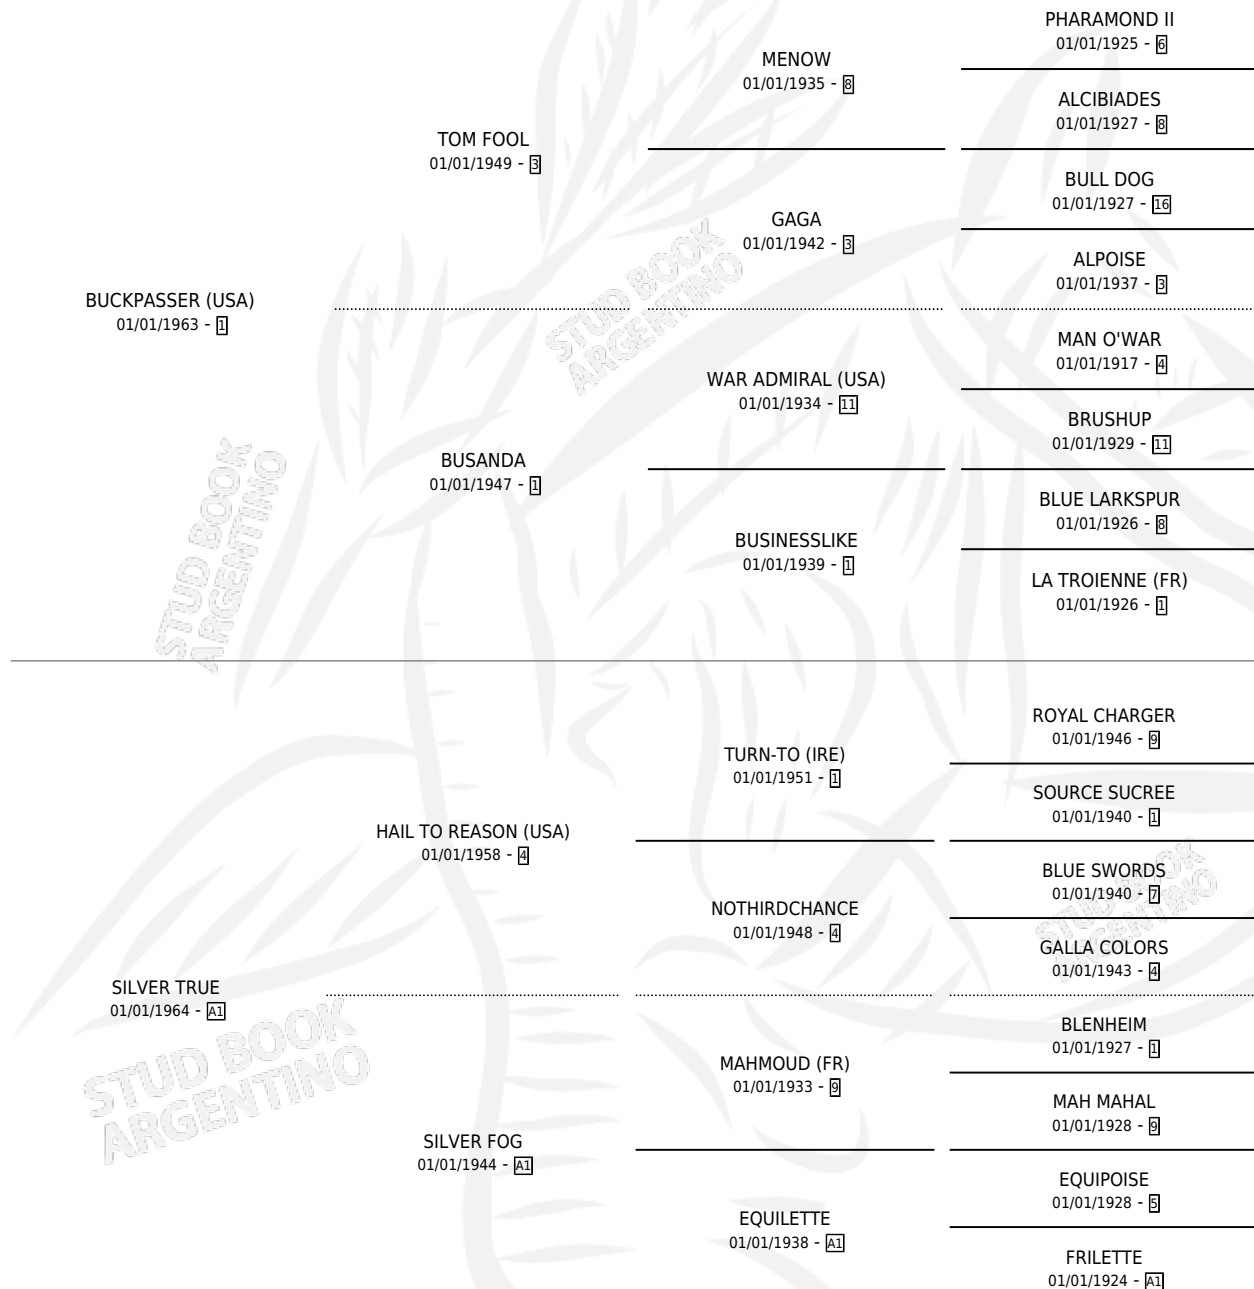 BUCKPASSER (USA)
01/01/1963 - 1
TOM FOOL
01/01/1949 - 3
MENOW
01/01/1935 - 8
PHARAMOND II
01/01/1925 - 6
ALCIBIADES
01/01/1927 - 8
GAGA
01/01/1942 - 3
BULL DOG
01/01/1927 - 16
ALPOISE
01/01/1937 - 3
BUSANDA
01/01/1947 - 1
WAR ADMIRAL (USA)
01/01/1934 - 11
MAN O'WAR
01/01/1917 - 4
BRUSHUP
01/01/1929 - 11
BUSINESSLIKE
01/01/1939 - 1
BLUE LARKSPUR
01/01/1926 - 8
LA TROIENNE (FR)
01/01/1926 - 1
SILVER TRUE
01/01/1964 - A1
HAIL TO REASON (USA)
01/01/1958 - 4
TURN-TO (IRE)
01/01/1951 - 1
ROYAL CHARGER
01/01/1946 - 9
SOURCE SUCREE
01/01/1940 - 1
NOTHIRDCHANCE
01/01/1948 - 4
BLUE SWORDS
01/01/1940 - 7
GALLA COLORS
01/01/1943 - 4
SILVER FOG
01/01/1944 - A1
MAHMOUD (FR)
01/01/1933 - 9
BLENHEIM
01/01/1927 - 1
MAH MAHAL
01/01/1928 - 9
EQUILETTE
01/01/1938 - A1
EQUIPOISE
01/01/1928 - 5
FRILETTE
01/01/1924 - A1
STUD BOOK
ARGENTINO
STUD BOOK
ARGENTINO
STUD BOOK
ARGENTINO
STUD BOOK
ARGENTINO